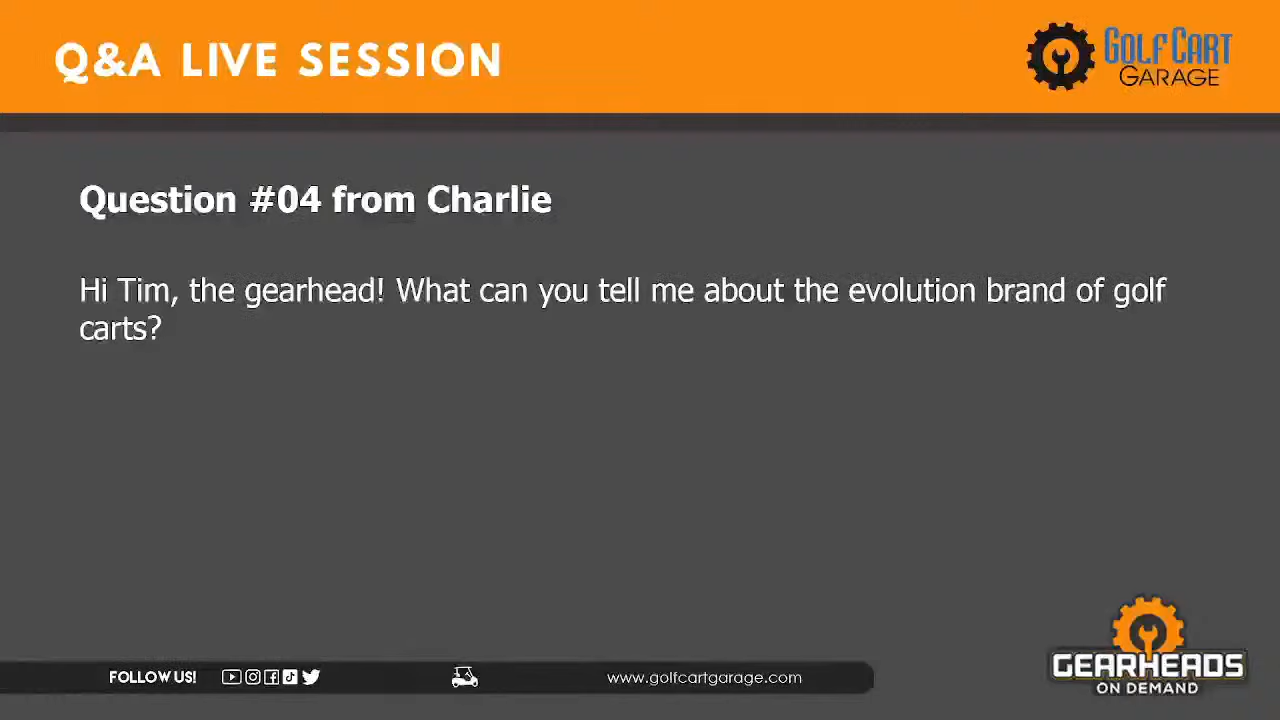 Q&A LIVE SESSION
GOLF CART
GARAGE
Question #04 from Charlie
Hi Tim, the gearhead! What can you tell me about the evolution brand of golf
carts?
GEARHEADS
ON DEMAND
FOLLOW US!
www.golfcartgarage.com